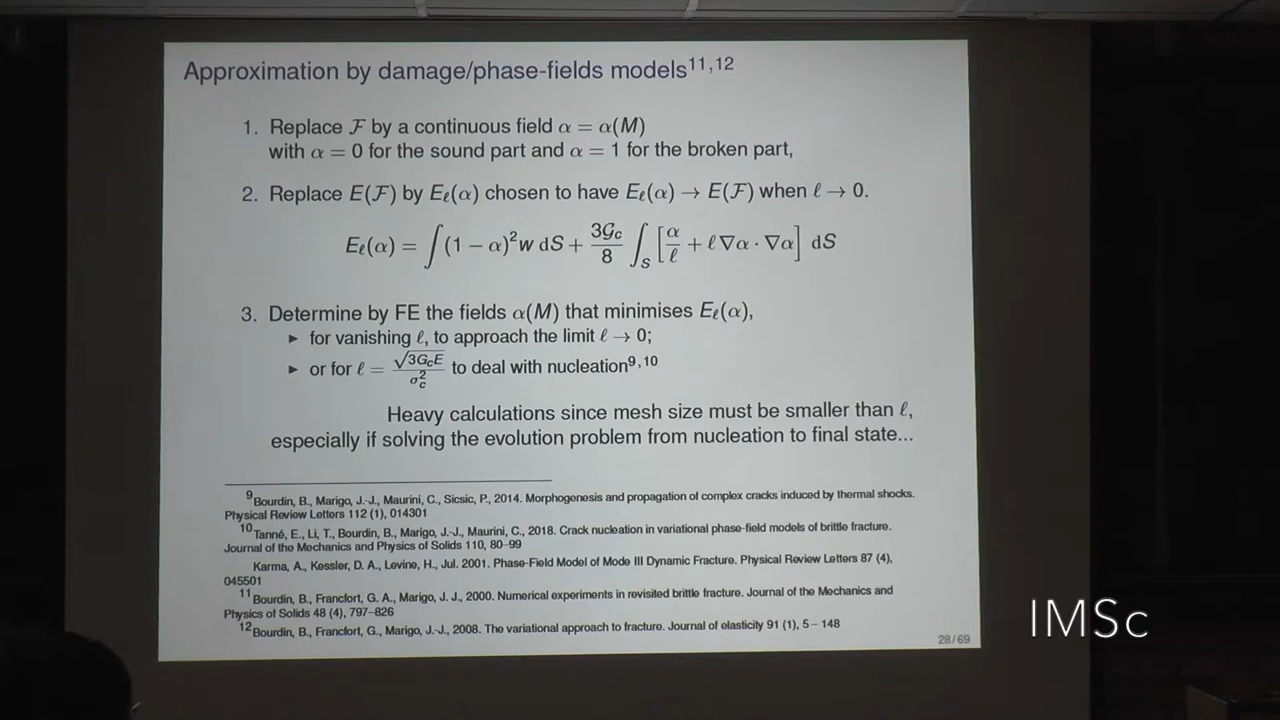 Approximation by damage/phase-fields models11,12
1. Replace ℱ by a continuous field α = α(M)
with α = 0 for the sound part and α = 1 for the broken part,
2. Replace E(ℱ) by Eℓ(α) chosen to have Eℓ(α) → E(ℱ) when ℓ → 0.
Eℓ(α) = ∫(1 − α)²w dS + 3𝒢c/8 ∫S [α/ℓ + ℓ∇α · ∇α] dS
3. Determine by FE the fields α(M) that minimises Eℓ(α),
▸ for vanishing ℓ, to approach the limit ℓ → 0;
▸ or for ℓ = √3GcE/σc² to deal with nucleation9,10
Heavy calculations since mesh size must be smaller than ℓ,
especially if solving the evolution problem from nucleation to final state...
9Bourdin, B., Marigo, J.-J., Maurini, C., Sicsic, P., 2014. Morphogenesis and propagation of complex cracks induced by thermal shocks.
Physical Review Letters 112 (1), 014301
10Tanné, E., Li, T., Bourdin, B., Marigo, J.-J., Maurini, C., 2018. Crack nucleation in variational phase-field models of brittle fracture.
Journal of the Mechanics and Physics of Solids 110, 80–99
Karma, A., Kessler, D. A., Levine, H., Jul. 2001. Phase-Field Model of Mode III Dynamic Fracture. Physical Review Letters 87 (4),
045501
11Bourdin, B., Francfort, G. A., Marigo, J. J., 2000. Numerical experiments in revisited brittle fracture. Journal of the Mechanics and
Physics of Solids 48 (4), 797–826
12Bourdin, B., Francfort, G., Marigo, J.-J., 2008. The variational approach to fracture. Journal of elasticity 91 (1), 5 – 148
28/69
IMSc